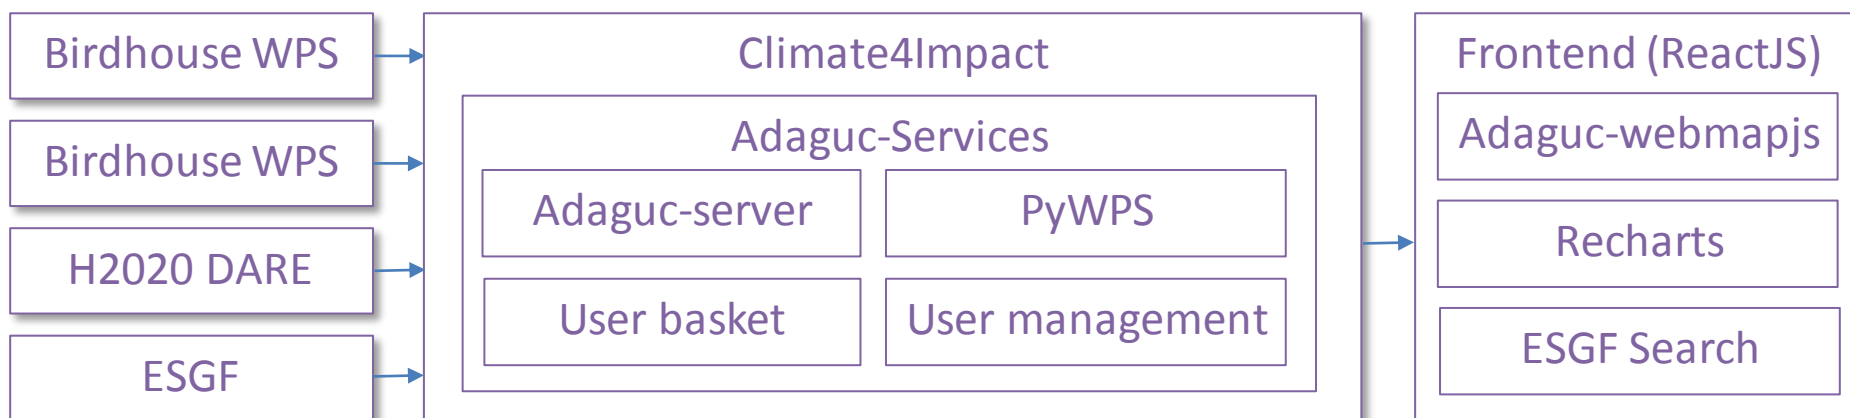 Birdhouse WPS
Birdhouse WPS
H2020 DARE
ESGF
Climate4Impact
Adaguc-Services
Adaguc-server
PyWPS
User basket
User management
Frontend (ReactJS)
Adaguc-webmapjs
Recharts
ESGF Search